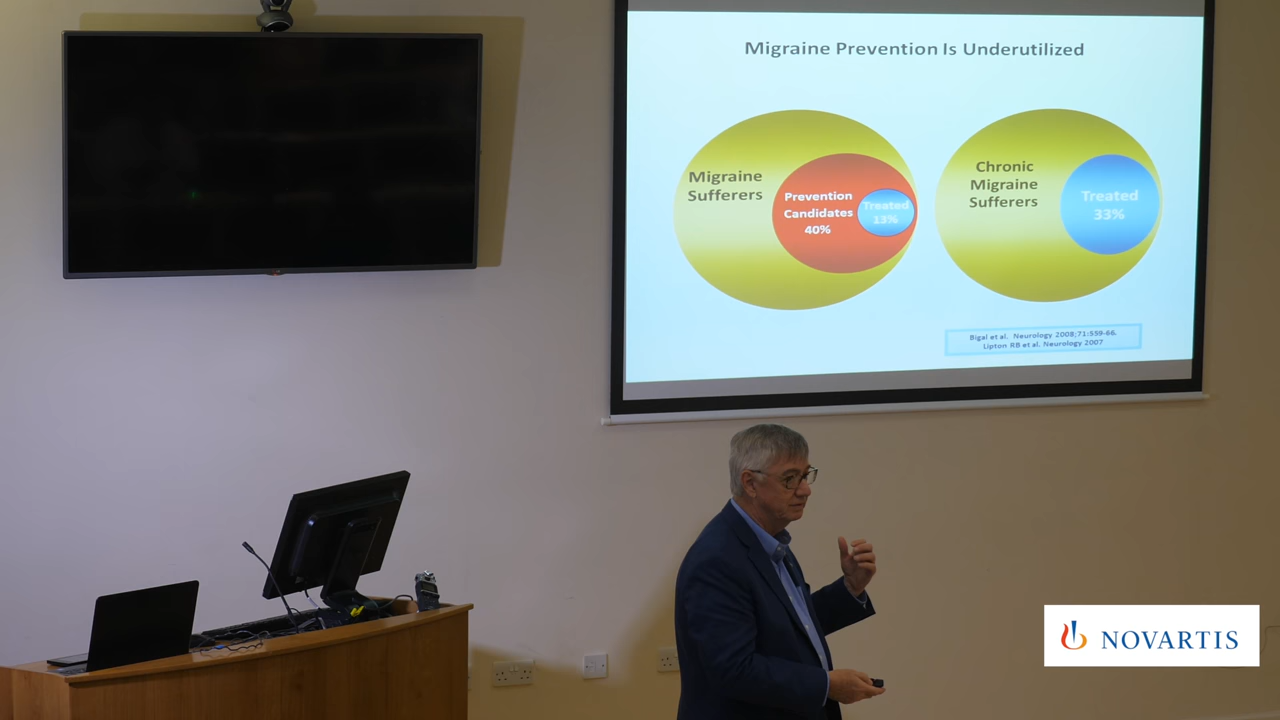 Migraine Prevention Is Underutilized
Migraine
Sufferers
Prevention
Candidates
40%
Treated
13%
Chronic
Migraine
Sufferers
Treated
33%
Bigal et al. Neurology 2008;71:559-66.
Lipton RB et al. Neurology 2007
NOVARTIS